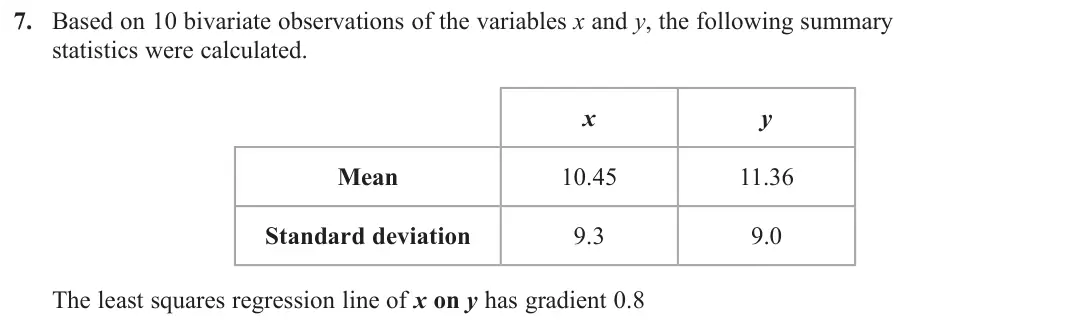 7. Based on 10 bivariate observations of the variables x and y, the following summary
statistics were calculated.
x y
Mean 10.45 11.36
Standard deviation 9.3 9.0
The least squares regression line of x on y has gradient 0.8